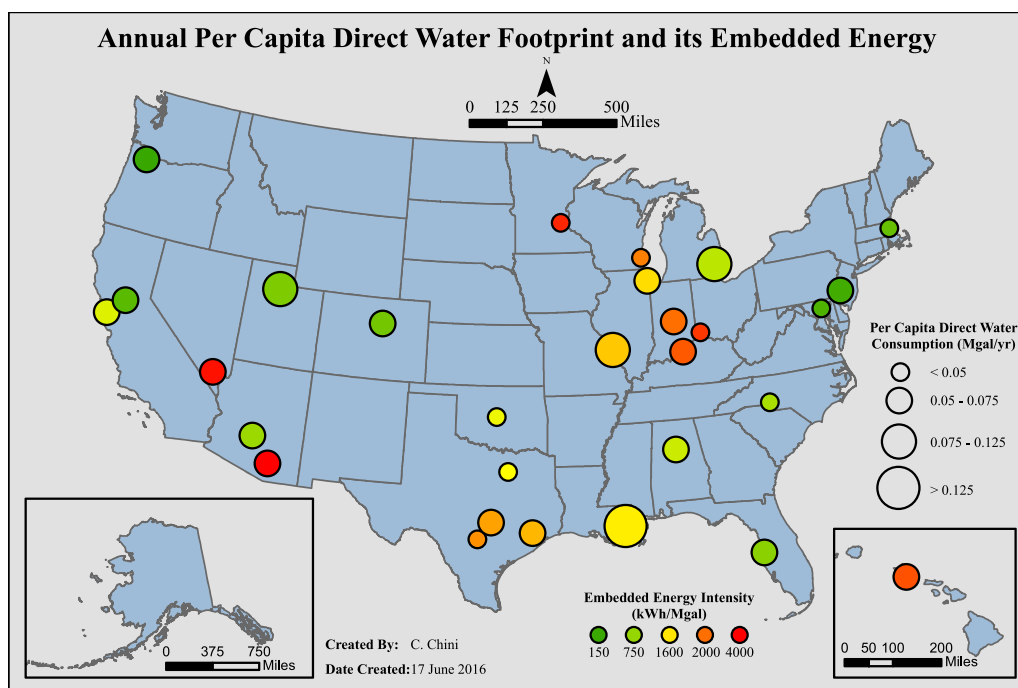 Annual Per Capita Direct Water Footprint and its Embedded Energy
N
0 125 250 500
Miles
Per Capita Direct Water
Consumption (Mgal/yr)
< 0.05
0.05 - 0.075
0.075 - 0.125
> 0.125
Embedded Energy Intensity
(kWh/Mgal)
150 750 1600 2000 4000
Created By: C. Chini
Date Created:17 June 2016
0 375 750
Miles
0 50 100 200
Miles